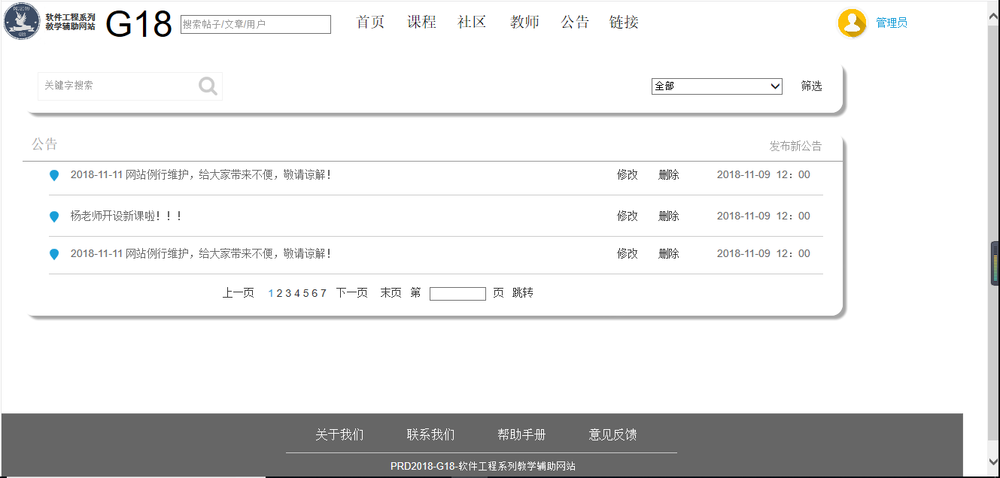 PRD2018
G18
软件工程系列
教学辅助网站
G18
搜索帖子/文章/用户
首页 课程 社区 教师 公告 链接
管理员
关键字搜索
全部
筛选
公告
发布新公告
2018-11-11 网站例行维护，给大家带来不便，敬请谅解！ 修改 删除 2018-11-09 12：00
杨老师开设新课啦！！！ 修改 删除 2018-11-09 12：00
2018-11-11 网站例行维护，给大家带来不便，敬请谅解！ 修改 删除 2018-11-09 12：00
上一页 1 2 3 4 5 6 7 下一页 末页 第 页 跳转
关于我们 联系我们 帮助手册 意见反馈
PRD2018-G18-软件工程系列教学辅助网站